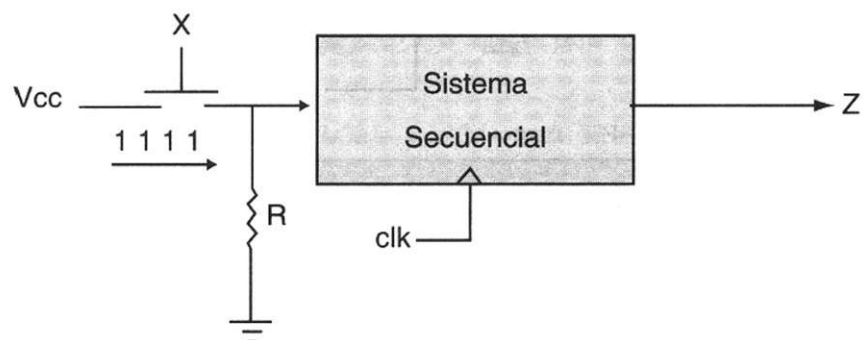 X
Vcc
1 1 1 1
R
Sistema
Secuencial
clk
Z